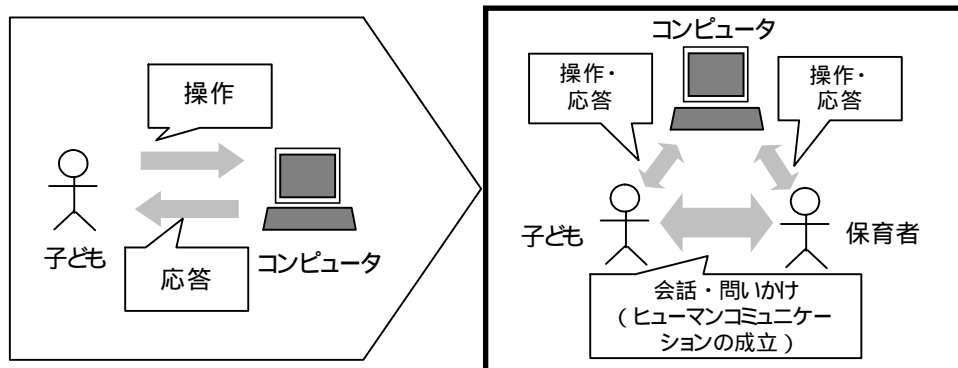 操作
子ども
応答
コンピュータ
コンピュータ
操作・
応答
操作・
応答
子ども
保育者
会話・問いかけ
(ヒューマンコミュニケー
ションの成立)